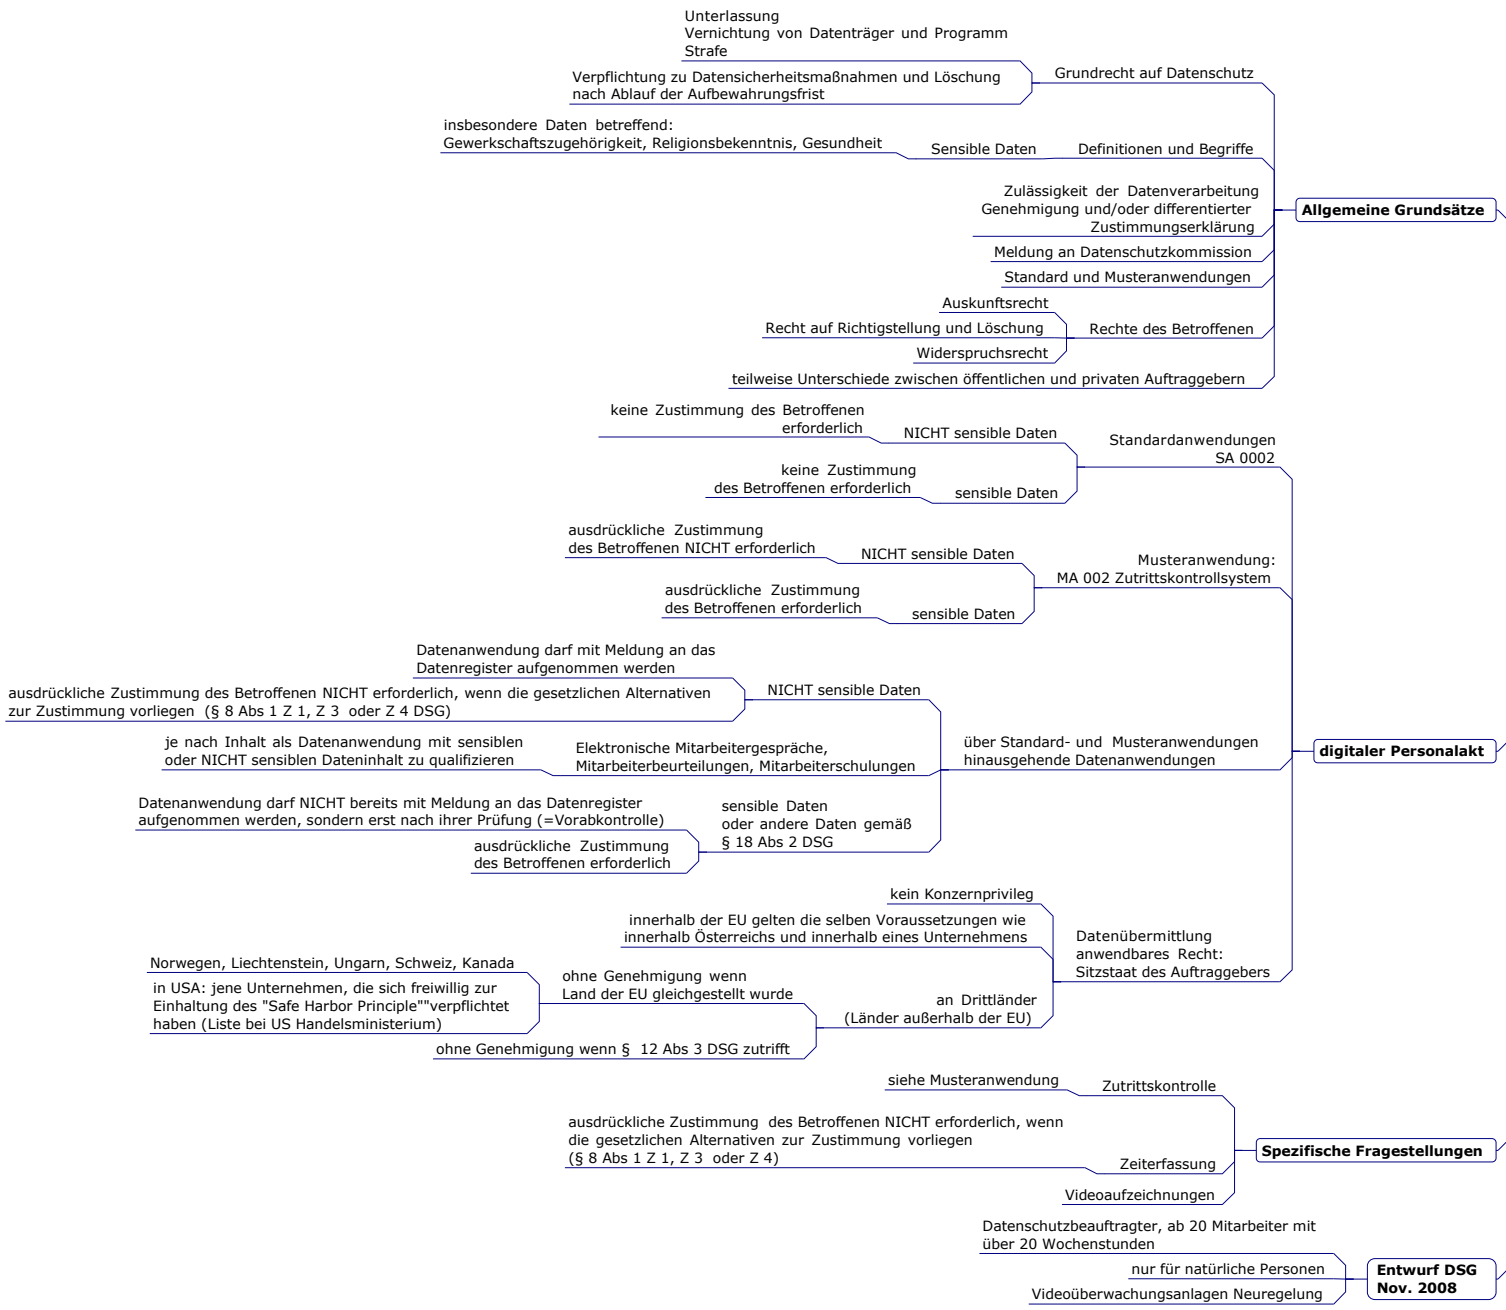 Unterlassung
Vernichtung von Datenträger und Programm
Strafe
Verpflichtung zu Datensicherheitsmaßnahmen und Löschung
nach Ablauf der Aufbewahrungsfrist
Grundrecht auf Datenschutz
insbesondere Daten betreffend:
Gewerkschaftszugehörigkeit, Religionsbekenntnis, Gesundheit
Sensible Daten
Definitionen und Begriffe
Zulässigkeit der Datenverarbeitung
Genehmigung und/oder differentierter
Zustimmungserklärung
Meldung an Datenschutzkommission
Standard und Musteranwendungen
Auskunftsrecht
Recht auf Richtigstellung und Löschung
Widerspruchsrecht
Rechte des Betroffenen
teilweise Unterschiede zwischen öffentlichen und privaten Auftraggebern
Allgemeine Grundsätze
keine Zustimmung des Betroffenen
erforderlich
NICHT sensible Daten
keine Zustimmung
des Betroffenen erforderlich
sensible Daten
Standardanwendungen
SA 0002
ausdrückliche Zustimmung
des Betroffenen NICHT erforderlich
NICHT sensible Daten
ausdrückliche Zustimmung
des Betroffenen erforderlich
sensible Daten
Musteranwendung:
MA 002 Zutrittskontrollsystem
Datenanwendung darf mit Meldung an das
Datenregister aufgenommen werden
ausdrückliche Zustimmung des Betroffenen NICHT erforderlich, wenn die gesetzlichen Alternativen
zur Zustimmung vorliegen (§ 8 Abs 1 Z 1, Z 3 oder Z 4 DSG)
NICHT sensible Daten
je nach Inhalt als Datenanwendung mit sensiblen
oder NICHT sensiblen Dateninhalt zu qualifizieren
Elektronische Mitarbeitergespräche,
Mitarbeiterbeurteilungen, Mitarbeiterschulungen
Datenanwendung darf NICHT bereits mit Meldung an das Datenregister
aufgenommen werden, sondern erst nach ihrer Prüfung (=Vorabkontrolle)
ausdrückliche Zustimmung
des Betroffenen erforderlich
sensible Daten
oder andere Daten gemäß
§ 18 Abs 2 DSG
über Standard- und Musteranwendungen
hinausgehende Datenanwendungen
digitaler Personalakt
kein Konzernprivileg
innerhalb der EU gelten die selben Voraussetzungen wie
innerhalb Österreichs und innerhalb eines Unternehmens
Norwegen, Liechtenstein, Ungarn, Schweiz, Kanada
in USA: jene Unternehmen, die sich freiwillig zur
Einhaltung des "Safe Harbor Principle""verpflichtet
haben (Liste bei US Handelsministerium)
ohne Genehmigung wenn
Land der EU gleichgestellt wurde
ohne Genehmigung wenn § 12 Abs 3 DSG zutrifft
an Drittländer
(Länder außerhalb der EU)
Datenübermittlung
anwendbares Recht:
Sitzstaat des Auftraggebers
siehe Musteranwendung
Zutrittskontrolle
ausdrückliche Zustimmung des Betroffenen NICHT erforderlich, wenn
die gesetzlichen Alternativen zur Zustimmung vorliegen
(§ 8 Abs 1 Z 1, Z 3 oder Z 4)
Zeiterfassung
Videoaufzeichnungen
Spezifische Fragestellungen
Datenschutzbeauftragter, ab 20 Mitarbeiter mit
über 20 Wochenstunden
nur für natürliche Personen
Videoüberwachungsanlagen Neuregelung
Entwurf DSG
Nov. 2008